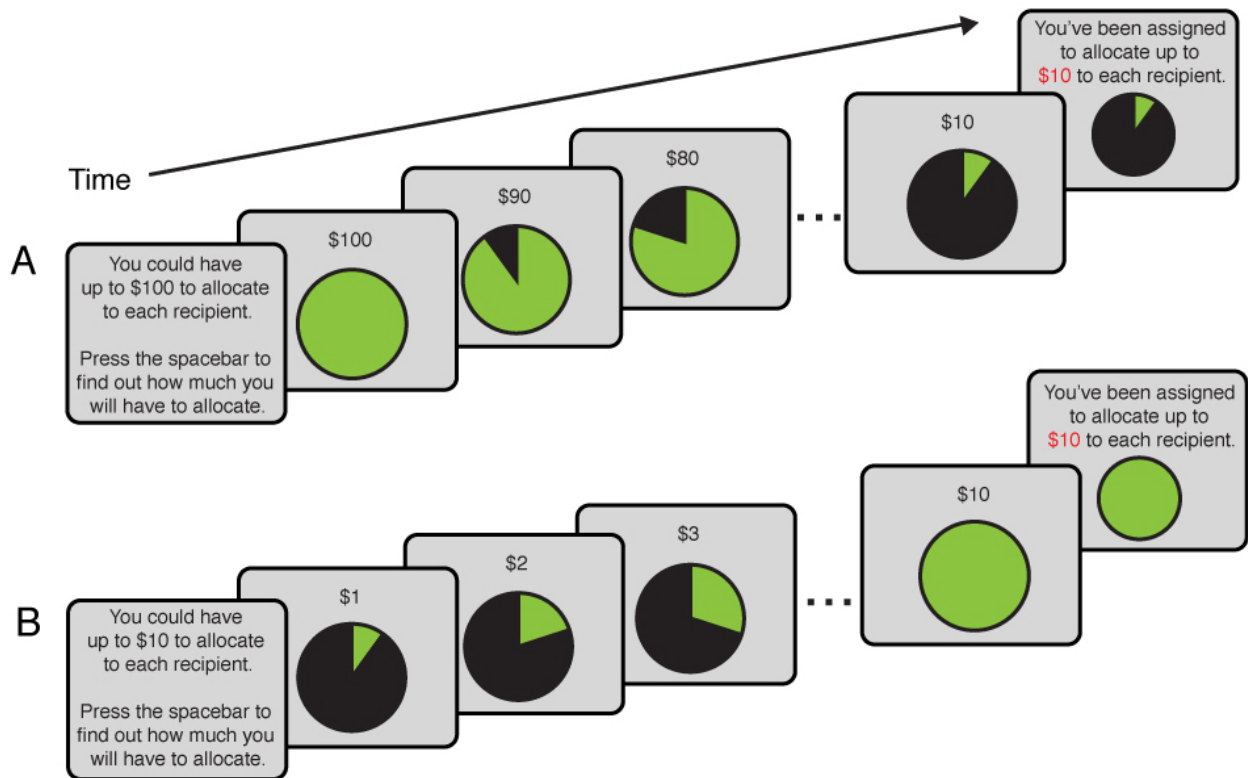 Time
A
You could have
up to $100 to allocate
to each recipient.
Press the spacebar to
find out how much you
will have to allocate.
$100
$90
$80
....
$10
You've been assigned
to allocate up to
$10 to each recipient.
B
You could have
up to $10 to allocate
to each recipient.
Press the spacebar to
find out how much you
will have to allocate.
$1
$2
$3
....
$10
You've been assigned
to allocate up to
$10 to each recipient.